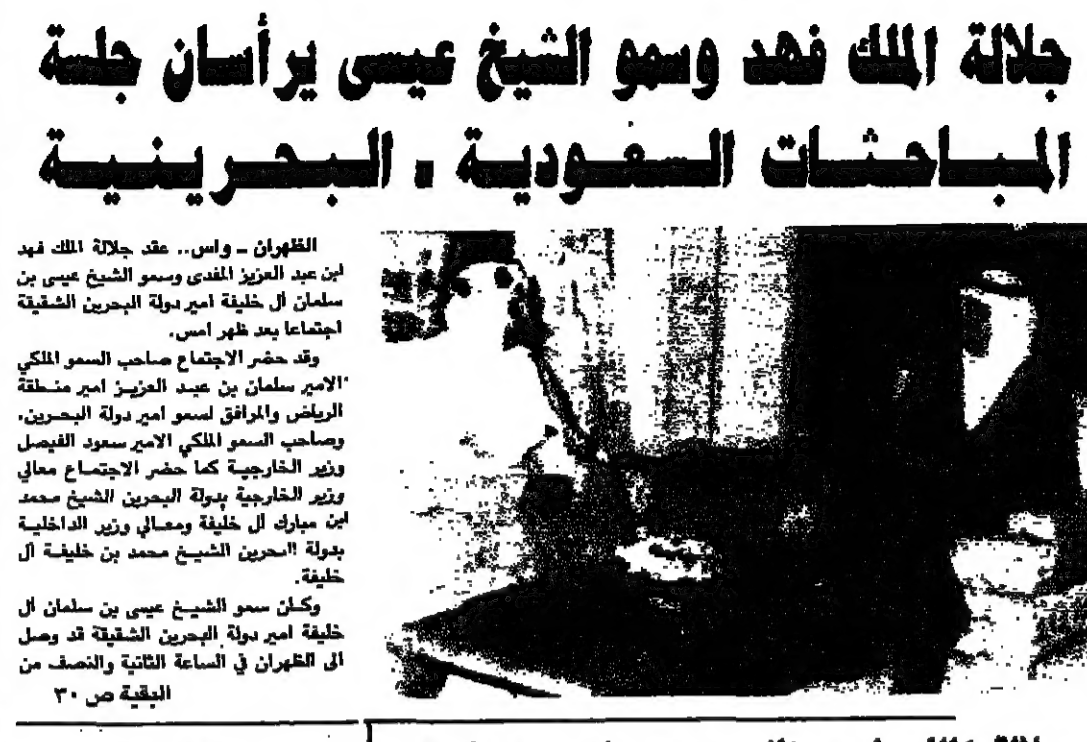 جلالة الملك فهد وسمو الشيخ عيسى يرأسان جلسة
المباحثات السعودية ـ البحرينية
الظهران ـ واس.. عقد جلالة الملك فهد
ابن عبد العزيز المفدى وسمو الشيخ عيسى بن
سلمان آل خليفة امير دولة البحرين الشقيقة
اجتماعا بعد ظهر امس.
وقد حضر الاجتماع صاحب السمو الملكي
الامير سلمان بن عبد العزيز امير منطقة
الرياض والمرافق لسمو امير دولة البحرين.
وصاحب السمو الملكي الامير سعود الفيصل
وزير الخارجية كما حضر الاجتماع معالي
وزير الخارجية بدولة البحرين الشيخ محمد
ابن مبارك آل خليفة ومعالي وزير الداخلية
بدولة البحرين الشيخ محمد بن خليفة آل
خليفة.
وكان سمو الشيخ عيسى بن سلمان آل
خليفة امير دولة البحرين الشقيقة قد وصل
الى الظهران في الساعة الثانية والنصف من
البقية ص ٣٠